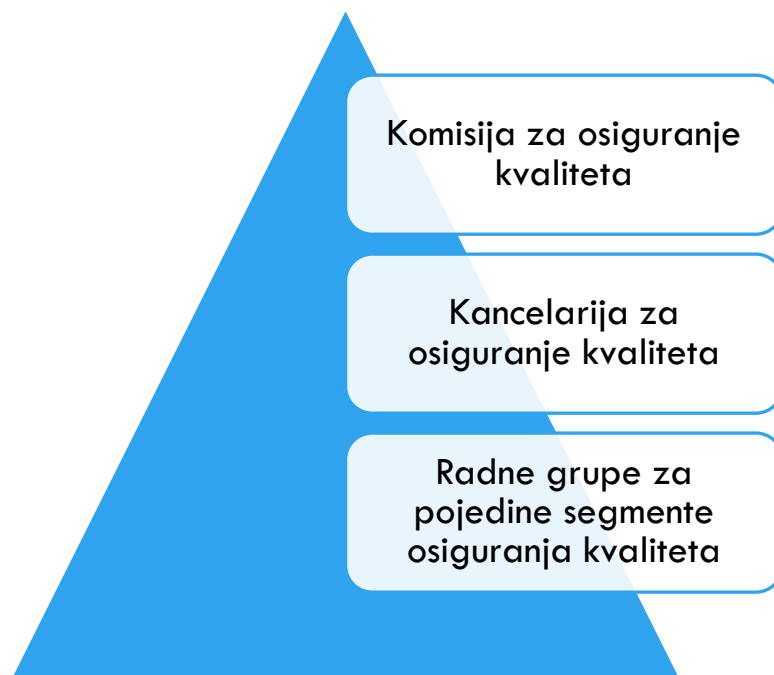 Komisija za osiguranje
kvaliteta
Kancelarija za
osiguranje kvaliteta
Radne grupe za
pojedine segmente
osiguranja kvaliteta